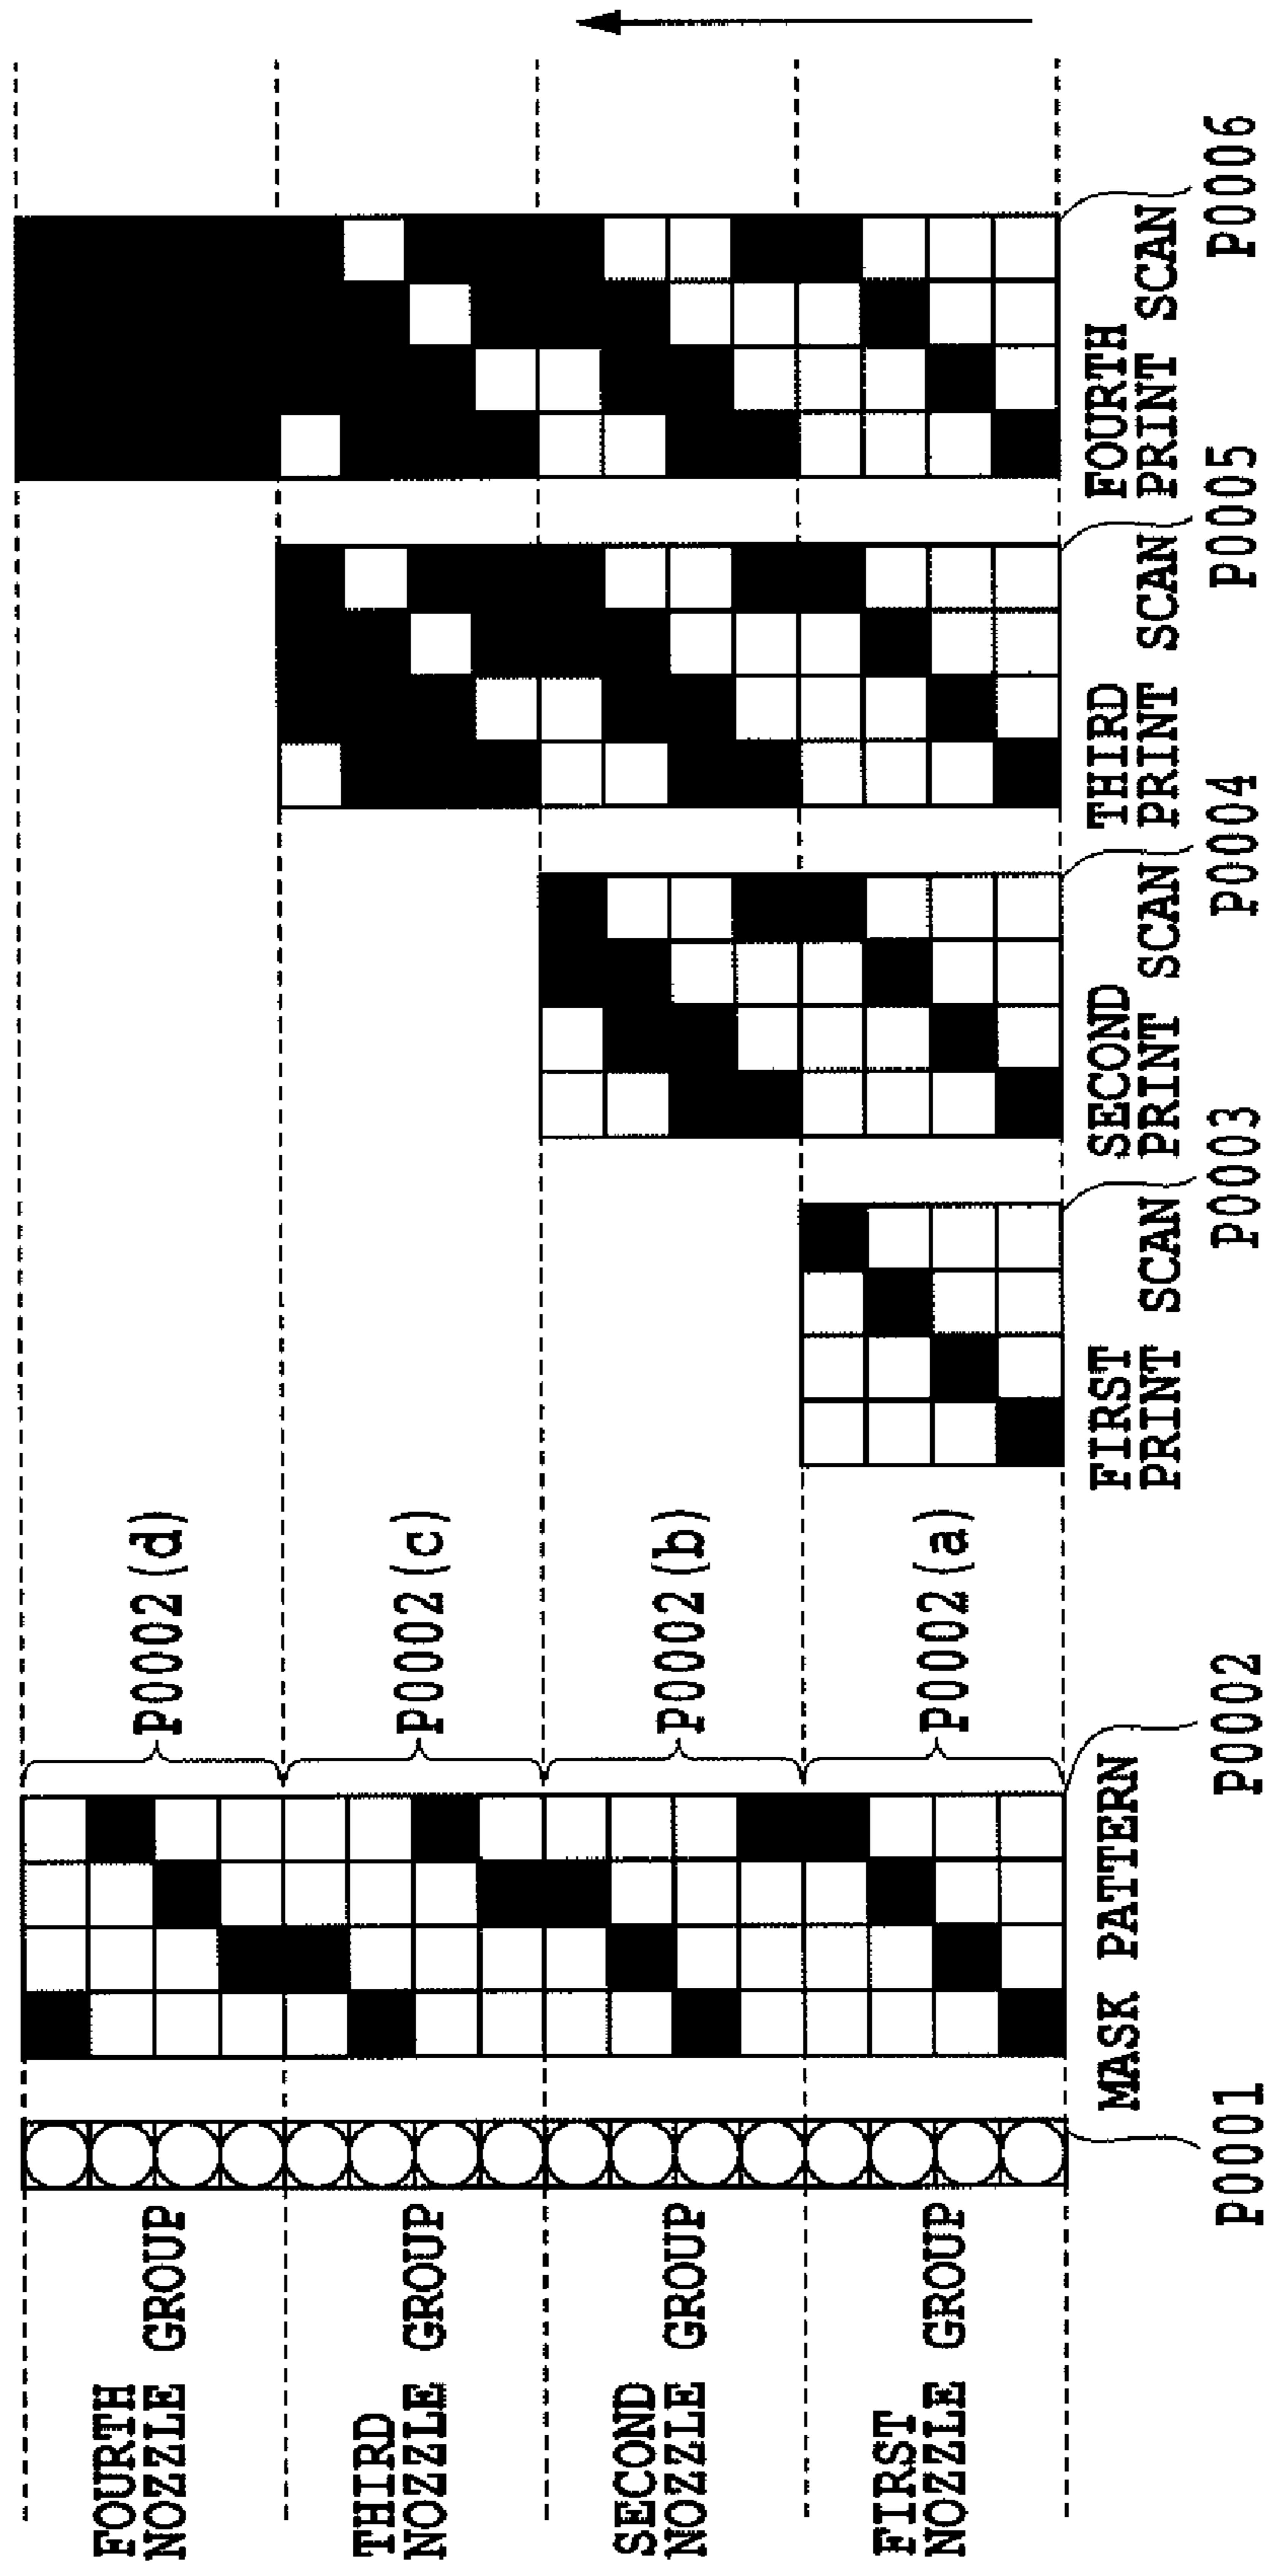 FOURTH
NOZZLE GROUP
THIRD
NOZZLE GROUP
SECOND
NOZZLE GROUP
FIRST
NOZZLE GROUP
P0001
MASK PATTERN
P0002
P0002(d)
P0002(c)
P0002(b)
P0002(a)
FIRST
PRINT SCAN
P0003
SECOND
PRINT SCAN
P0004
THIRD
PRINT SCAN
P0005
FOURTH
PRINT SCAN
P0006